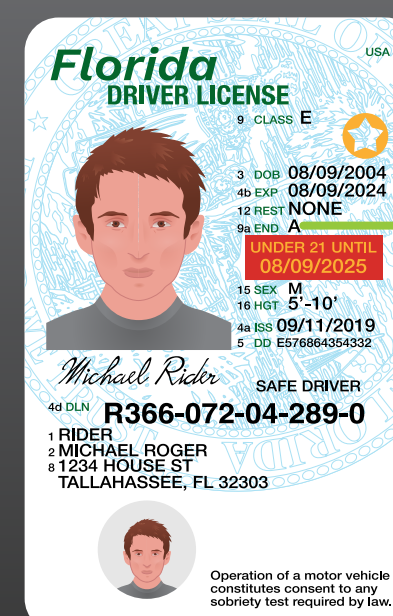 USA
Florida
DRIVER LICENSE
9 CLASS E
3 DOB 08/09/2004
4b EXP 08/09/2024
12 REST NONE
9a END A
UNDER 21 UNTIL
08/09/2025
15 SEX M
16 HGT 5'-10'
4a ISS 09/11/2019
5 DD E576864354332
Michael Rider
SAFE DRIVER
4d DLN R366-072-04-289-0
1 RIDER
2 MICHAEL ROGER
8 1234 HOUSE ST
TALLAHASSEE, FL 32303
Operation of a motor vehicle
constitutes consent to any
sobriety test required by law.